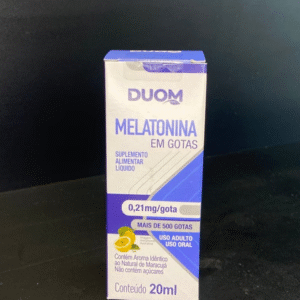 DUOM
MELATONINA
EM GOTAS
SUPLEMENTO
ALIMENTAR
LÍQUIDO
0,21mg/gota
MAIS DE 500 GOTAS
USO ADULTO
USO ORAL
Contém Aroma Idêntico
ao Natural de Maracujá
Não contém açúcares
Conteúdo 20ml